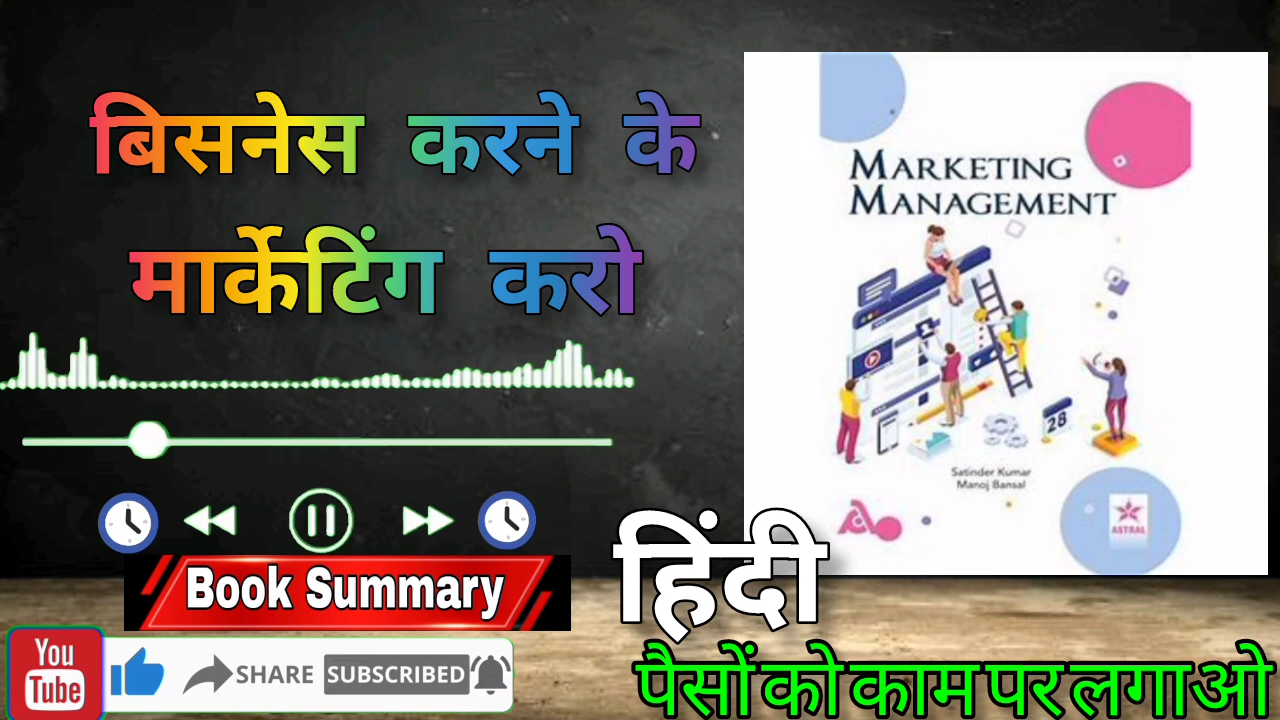 बिसनेस करने के
मार्केटिंग करो
MARKETING
MANAGEMENT
28
Satinder Kumar
Manoj Bansal
ASTRAL
Book Summary
हिंदी
You
Tube
SHARE
SUBSCRIBED
पैसों को काम पर लगाओ